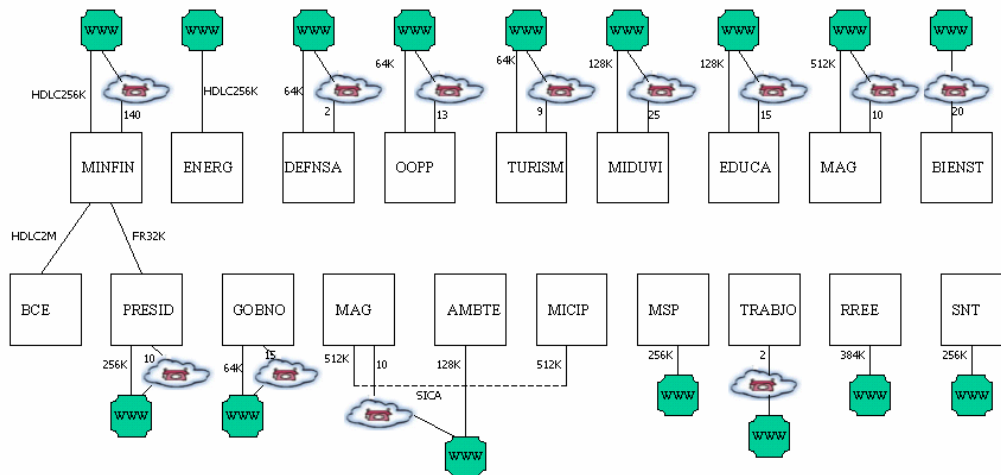 WWW WWW WWW WWW WWW WWW WWW WWW WWW
HDLC256K HDLC256K 64K 64K 64K 128K 128K 512K
140 2 13 9 25 15 10 20
MINFIN ENERG DEFNSA OOPP TURISM MIDUVI EDUCA MAG BIENST
HDLC2M FR32K
BCE PRESID GOBNO MAG AMBTE MICIP MSP TRABJO RREE SNT
256K 10 64K 15 512K 10 128K 512K 256K 2 384K 256K
SICA
WWW WWW WWW WWW WWW WWW
WWW